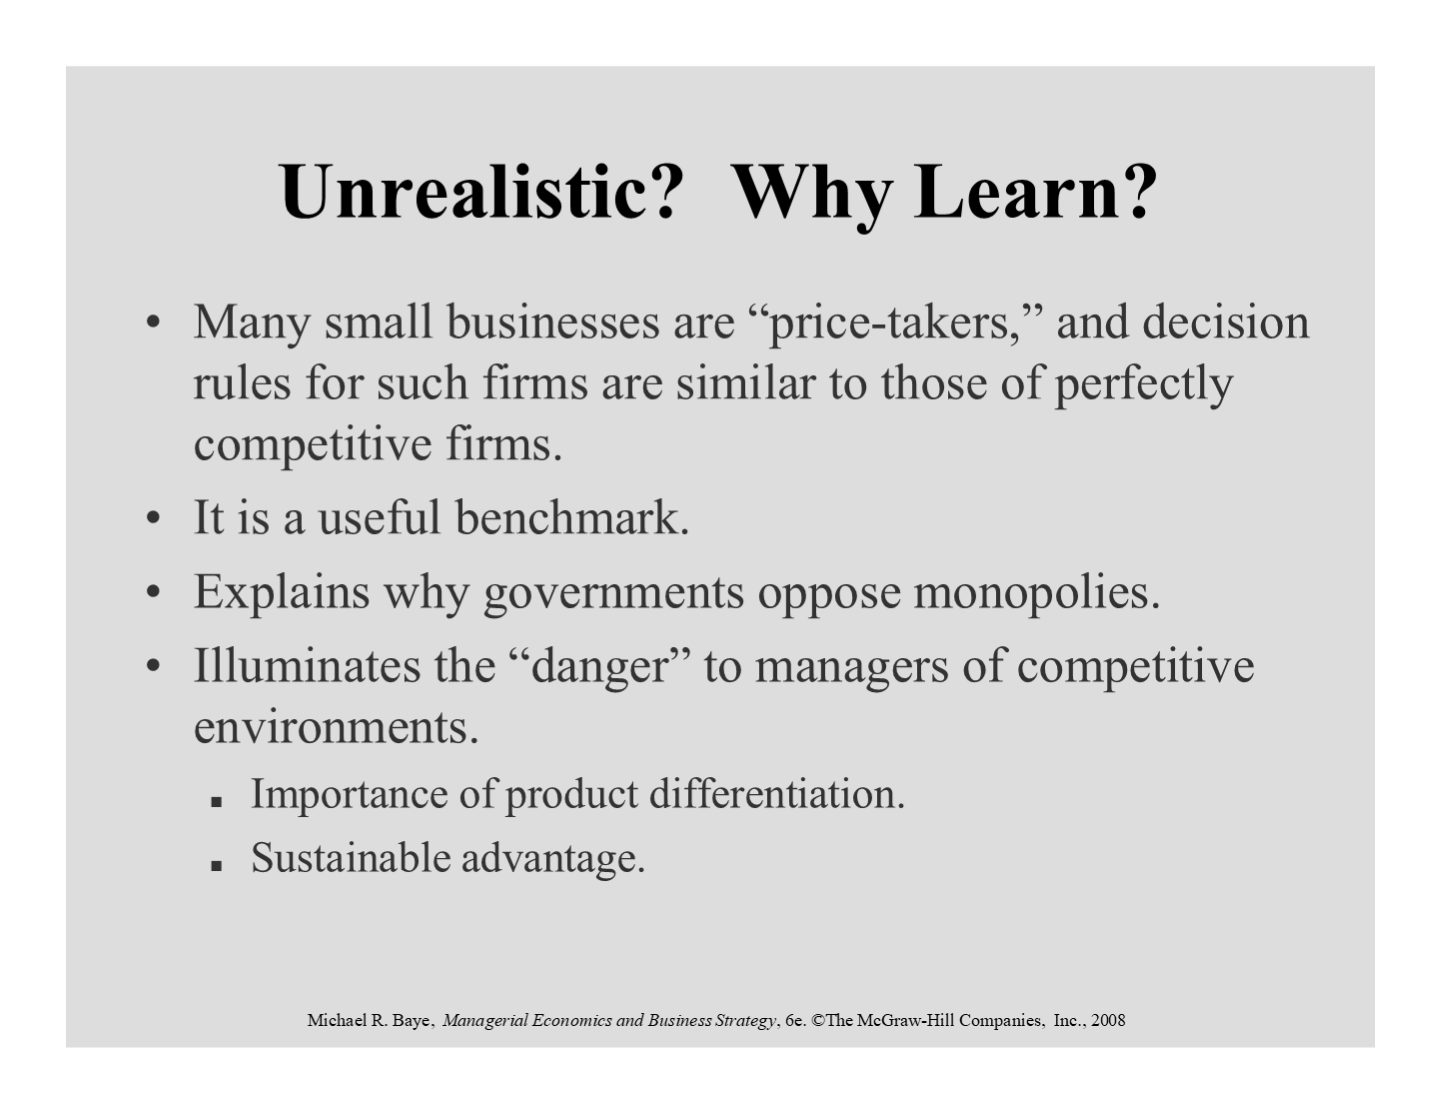 Unrealistic? Why Learn?
• Many small businesses are “price-takers,” and decision
rules for such firms are similar to those of perfectly
competitive firms.
• It is a useful benchmark.
• Explains why governments oppose monopolies.
• Illuminates the “danger” to managers of competitive
environments.
▪ Importance of product differentiation.
▪ Sustainable advantage.
Michael R. Baye, Managerial Economics and Business Strategy, 6e. ©The McGraw-Hill Companies, Inc., 2008